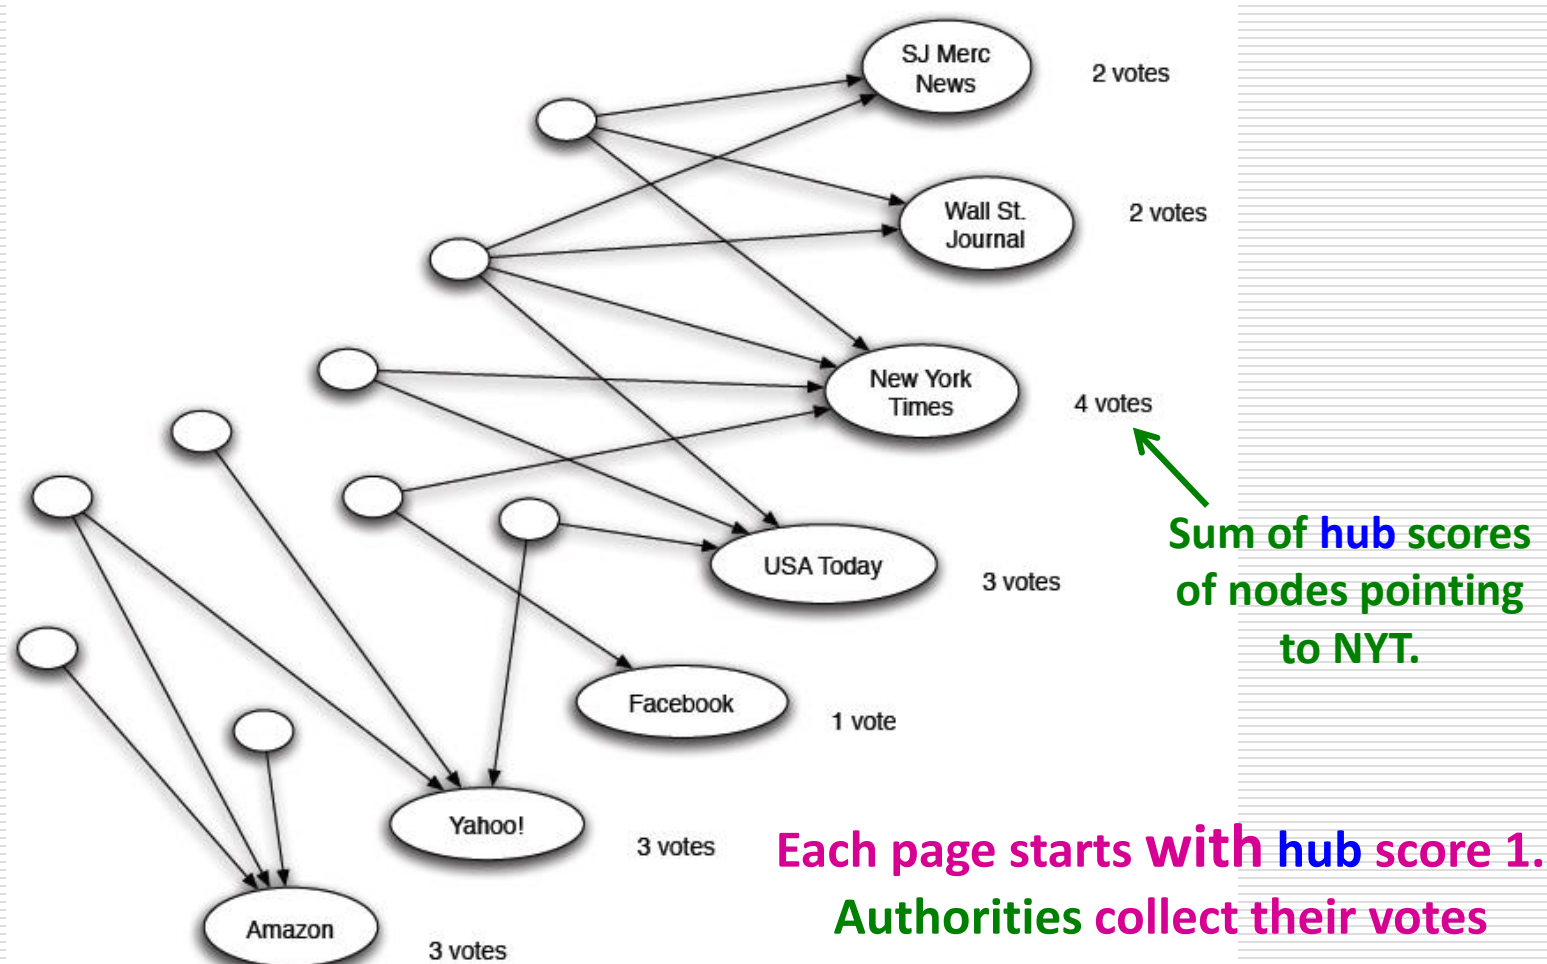 SJ Merc
News
2 votes
Wall St.
Journal
2 votes
New York
Times
4 votes
Sum of hub scores
of nodes pointing
to NYT.
USA Today
3 votes
Facebook
1 vote
Yahoo!
3 votes
Each page starts with hub score 1.
Authorities collect their votes
Amazon
3 votes